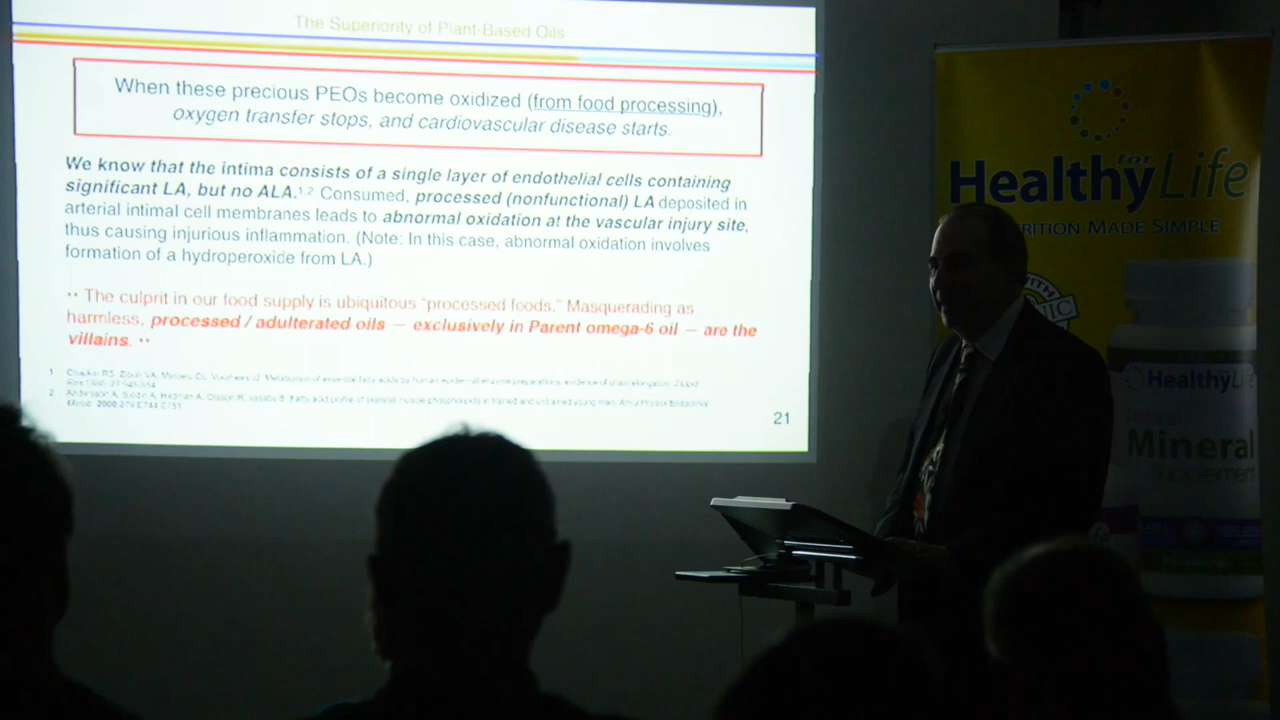 The Superiority of Plant-Based Oils
When these precious PEOs become oxidized (from food processing),
oxygen transfer stops, and cardiovascular disease starts.
We know that the intima consists of a single layer of endothelial cells containing
significant LA, but no ALA.1,2 Consumed, processed (nonfunctional) LA deposited in
arterial intimal cell membranes leads to abnormal oxidation at the vascular injury site,
thus causing injurious inflammation. (Note: In this case, abnormal oxidation involves
formation of a hydroperoxide from LA.)
•• The culprit in our food supply is ubiquitous “processed foods.” Masquerading as
harmless, processed / adulterated oils — exclusively in Parent omega-6 oil — are the
villains. ••
1
2
21
Healthy for Life
MADE SIMPLE
WITH
Healthy Life
Mineral